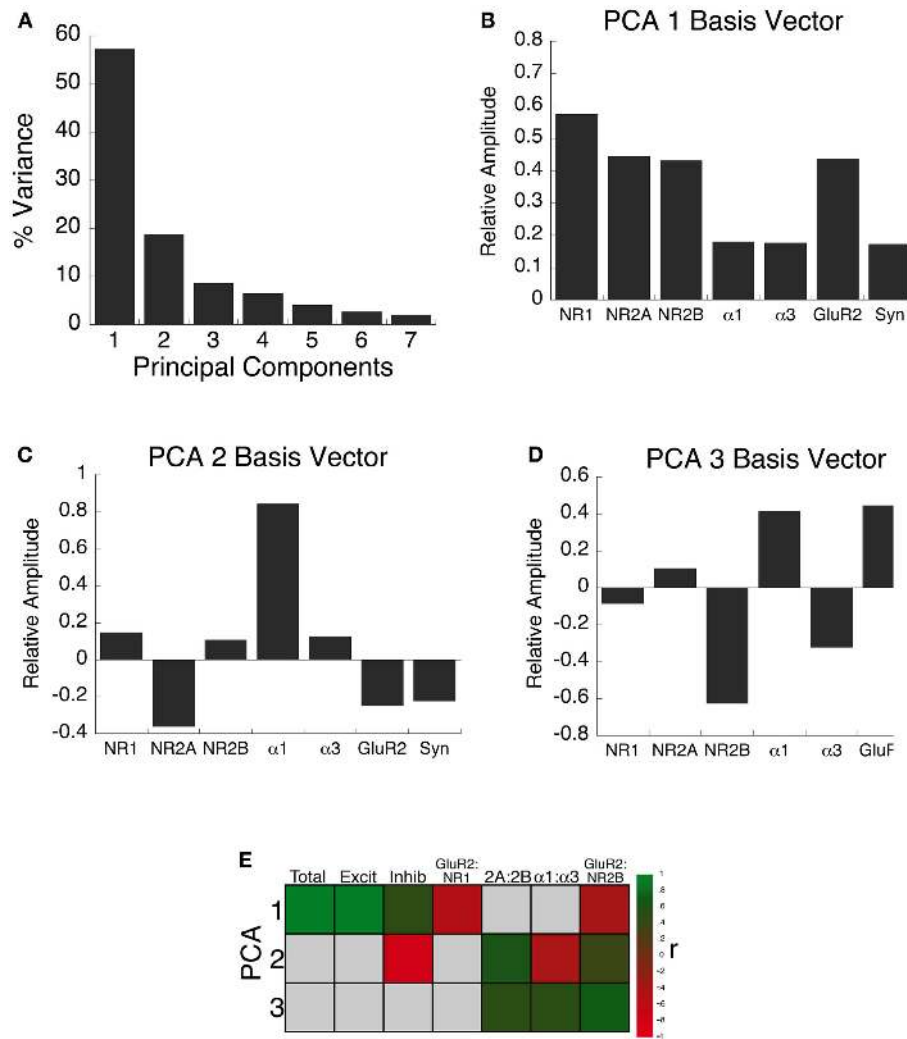 A
60
50
40
30
20
10
0
% Variance
1 2 3 4 5 6 7
Principal Components
B
PCA 1 Basis Vector
0.8
0.7
0.6
0.5
0.4
0.3
0.2
0.1
0
Relative Amplitude
NR1 NR2A NR2B α1 α3 GluR2 Syn
C
PCA 2 Basis Vector
1
0.8
0.6
0.4
0.2
0
-0.2
-0.4
Relative Amplitude
NR1 NR2A NR2B α1 α3 GluR2 Syn
D
PCA 3 Basis Vector
0.6
0.4
0.2
0
-0.2
-0.4
-0.6
-0.8
Relative Amplitude
NR1 NR2A NR2B α1 α3 GluF
E
Total Excit Inhib GluR2: NR1 2A:2B α1:α3 GluR2: NR2B
PCA
1
2
3
r